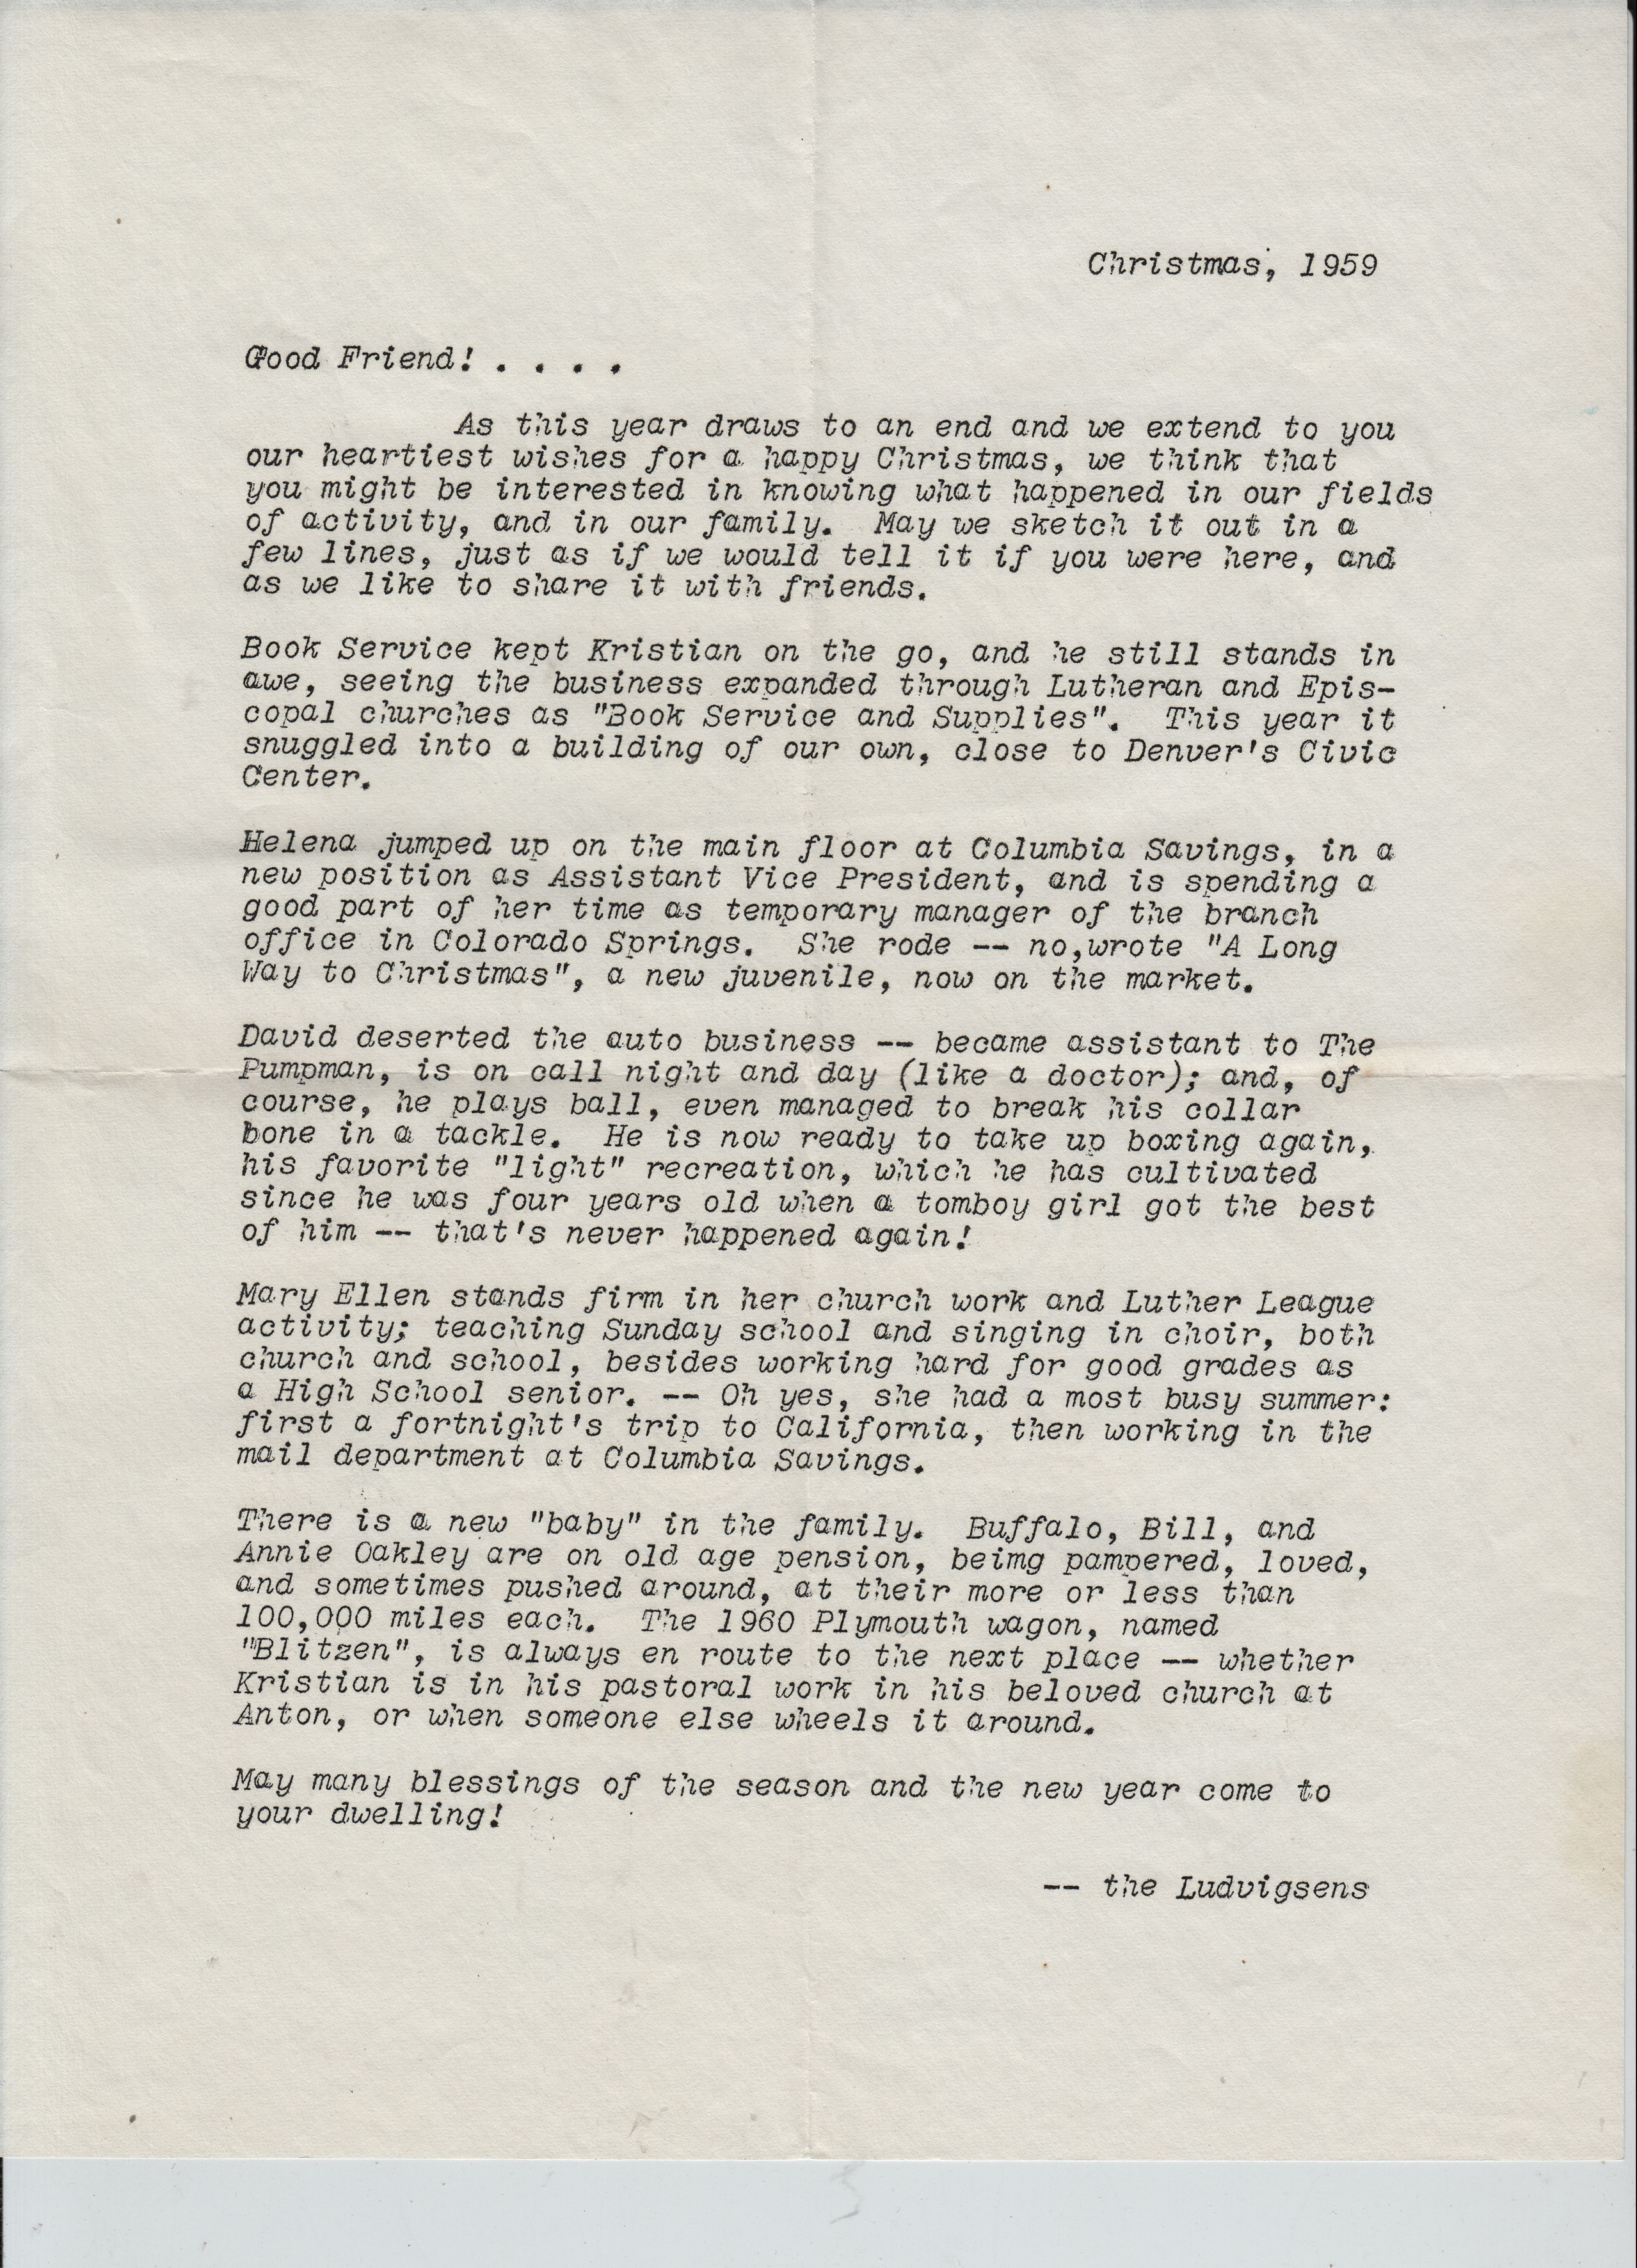 Christmas, 1959
Good Friend! . . . .
As this year draws to an end and we extend to you
our heartiest wishes for a happy Christmas, we think that
you might be interested in knowing what happened in our fields
of activity, and in our family.  May we sketch it out in a
few lines, just as if we would tell it if you were here, and
as we like to share it with friends.
Book Service kept Kristian on the go, and he still stands in
awe, seeing the business expanded through Lutheran and Epis-
copal churches as "Book Service and Supplies".  This year it
snuggled into a building of our own, close to Denver's Civic
Center.
Helena jumped up on the main floor at Columbia Savings, in a
new position as Assistant Vice President, and is spending a
good part of her time as temporary manager of the branch
office in Colorado Springs.  She rode -- no,wrote "A Long
Way to Christmas", a new juvenile, now on the market.
David deserted the auto business -- became assistant to The
Pumpman, is on call night and day (like a doctor); and, of
course, he plays ball, even managed to break his collar
bone in a tackle.  He is now ready to take up boxing again,
his favorite "light" recreation, which he has cultivated
since he was four years old when a tomboy girl got the best
of him -- that's never happened again!
Mary Ellen stands firm in her church work and Luther League
activity; teaching Sunday school and singing in choir, both
church and school, besides working hard for good grades as
a High School senior. -- Oh yes, she had a most busy summer:
first a fortnight's trip to California, then working in the
mail department at Columbia Savings.
There is a new "baby" in the family.  Buffalo, Bill, and
Annie Oakley are on old age pension, beimg pampered, loved,
and sometimes pushed around, at their more or less than
100,000 miles each.  The 1960 Plymouth wagon, named
"Blitzen", is always en route to the next place -- whether
Kristian is in his pastoral work in his beloved church at
Anton, or when someone else wheels it around.
May many blessings of the season and the new year come to
your dwelling!
-- the Ludvigsens